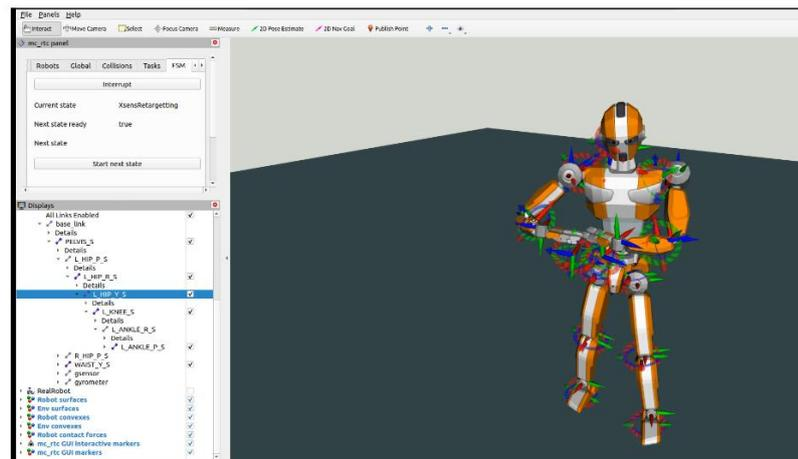 File Panels Help
Interact Move Camera Select Focus Camera Measure 2D Pose Estimate 2D Nav Goal Publish Point
mc_rtc panel
Robots Global Collisions Tasks FSM
Interrupt
Current state XsensRetargetting
Next state ready true
Next state
Start next state
Displays
All Links Enabled
base_link
Details
PELVIS_S
Details
L_HIP_P_S
Details
L_HIP_R_S
Details
L_HIP_Y_S
Details
L_KNEE_S
Details
L_ANKLE_R_S
Details
L_ANKLE_P_S
R_HIP_P_S
WAIST_Y_S
gsensor
gyrometer
RealRobot
Robot surfaces
Env surfaces
Robot convexes
Env convexes
Robot contact forces
mc_rtc GUI interactive markers
mc_rtc GUI markers